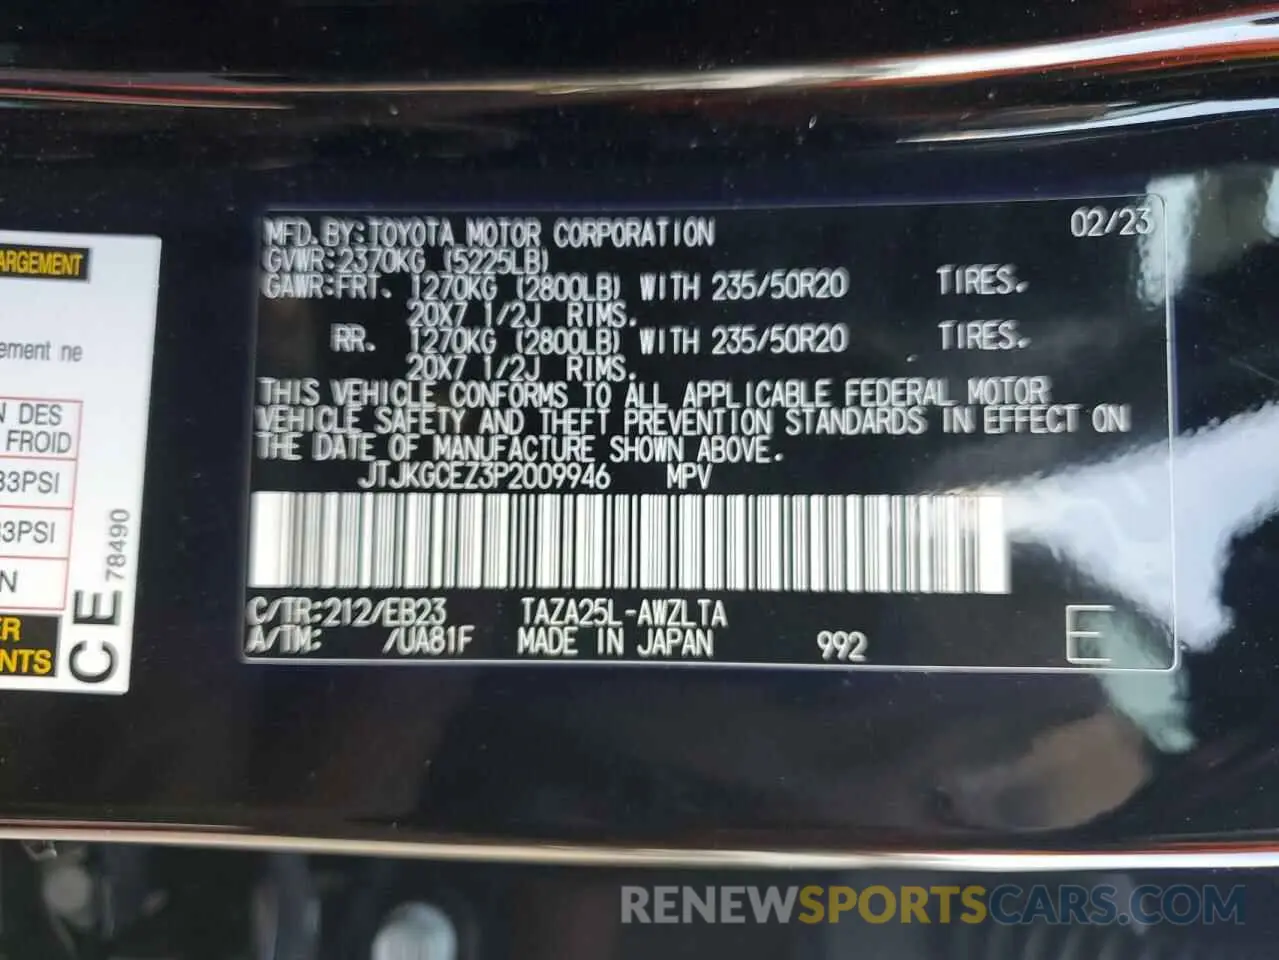 MFD. BY: TOYOTA MOTOR CORPORATION 02/23
GVWR: 2370KG (5225LB)
GAWR: FRT. 1270KG (2800LB) WITH 235/50R20 TIRES.
20X7 1/2J RIMS.
RR. 1270KG (2800LB) WITH 235/50R20 TIRES.
20X7 1/2J RIMS.
THIS VEHICLE CONFORMS TO ALL APPLICABLE FEDERAL MOTOR
VEHICLE SAFETY AND THEFT PREVENTION STANDARDS IN EFFECT ON
THE DATE OF MANUFACTURE SHOWN ABOVE.
JTJKGCEZ3P2009946 MPV
C/TR: 212/EB23 TAZA25L-AWZLTA
A/TM: /UA81F MADE IN JAPAN 992 E
ARGEMENT
ement ne
N DES
FROID
33PSI
33PSI
N
ER
NTS
CE 78490
RENEWSPORTSCARS.COM